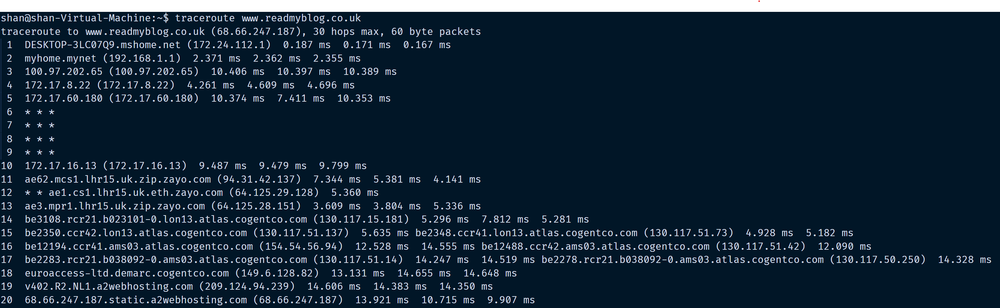 shan@shan-Virtual-Machine:~$ traceroute www.readmyblog.co.uk
traceroute to www.readmyblog.co.uk (68.66.247.187), 30 hops max, 60 byte packets
 1  DESKTOP-3LC07Q9.mshome.net (172.24.112.1)  0.187 ms  0.171 ms  0.167 ms
 2  myhome.mynet (192.168.1.1)  2.371 ms  2.362 ms  2.355 ms
 3  100.97.202.65 (100.97.202.65)  10.406 ms  10.397 ms  10.389 ms
 4  172.17.8.22 (172.17.8.22)  4.261 ms  4.609 ms  4.696 ms
 5  172.17.60.180 (172.17.60.180)  10.374 ms  7.411 ms  10.353 ms
 6  * * *
 7  * * *
 8  * * *
 9  * * *
10  172.17.16.13 (172.17.16.13)  9.487 ms  9.479 ms  9.799 ms
11  ae62.mcs1.lhr15.uk.zip.zayo.com (94.31.42.137)  7.344 ms  5.381 ms  4.141 ms
12  * * ae1.cs1.lhr15.uk.eth.zayo.com (64.125.29.128)  5.360 ms
13  ae3.mpr1.lhr15.uk.zip.zayo.com (64.125.28.151)  3.609 ms  3.804 ms  5.336 ms
14  be3108.rcr21.b023101-0.lon13.atlas.cogentco.com (130.117.15.181)  5.296 ms  7.812 ms  5.281 ms
15  be2350.ccr42.lon13.atlas.cogentco.com (130.117.51.137)  5.635 ms be2348.ccr41.lon13.atlas.cogentco.com (130.117.51.73)  4.928 ms  5.182 ms
16  be12194.ccr41.ams03.atlas.cogentco.com (154.54.56.94)  12.528 ms  14.555 ms be12488.ccr42.ams03.atlas.cogentco.com (130.117.51.42)  12.090 ms
17  be2283.rcr21.b038092-0.ams03.atlas.cogentco.com (130.117.51.14)  14.247 ms  14.519 ms be2278.rcr21.b038092-0.ams03.atlas.cogentco.com (130.117.50.250)  14.328 ms
18  euroaccess-ltd.demarc.cogentco.com (149.6.128.82)  13.131 ms  14.655 ms  14.648 ms
19  v402.R2.NL1.a2webhosting.com (209.124.94.239)  14.606 ms  14.383 ms  14.350 ms
20  68.66.247.187.static.a2webhosting.com (68.66.247.187)  13.921 ms  10.715 ms  9.907 ms